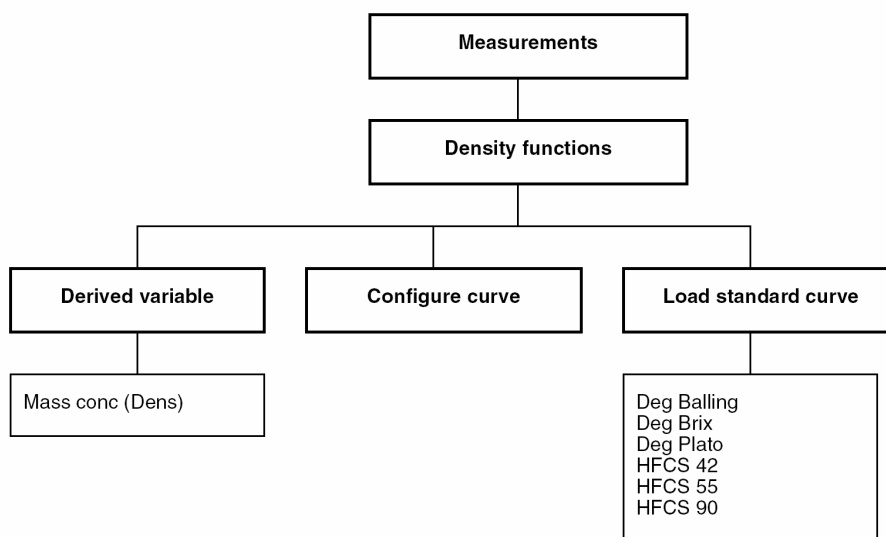 Measurements
Density functions
Derived variable
Configure curve
Load standard curve
Mass conc (Dens)
Deg Balling
Deg Brix
Deg Plato
HFCS 42
HFCS 55
HFCS 90